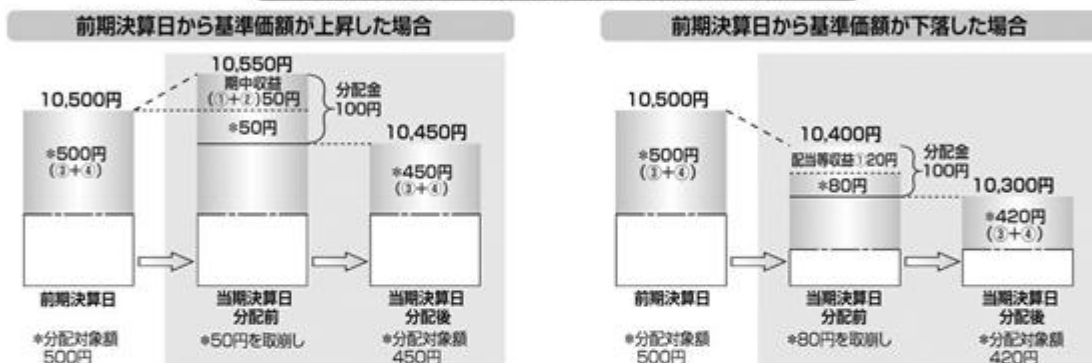 前期決算日から基準価額が上昇した場合
10,550円
期中収益
(①+②)50円
10,500円
*50円
分配金
100円
10,450円
*500円
(③+④)
*450円
(③+④)
前期決算日
当期決算日
分配前
当期決算日
分配後
*分配対象額
500円
*50円を取崩し
*分配対象額
450円
前期決算日から基準価額が下落した場合
10,500円
10,400円
配当等収益①20円
*80円
分配金
100円
10,300円
*500円
(③+④)
*420円
(③+④)
前期決算日
当期決算日
分配前
当期決算日
分配後
*分配対象額
500円
*80円を取崩し
*分配対象額
420円